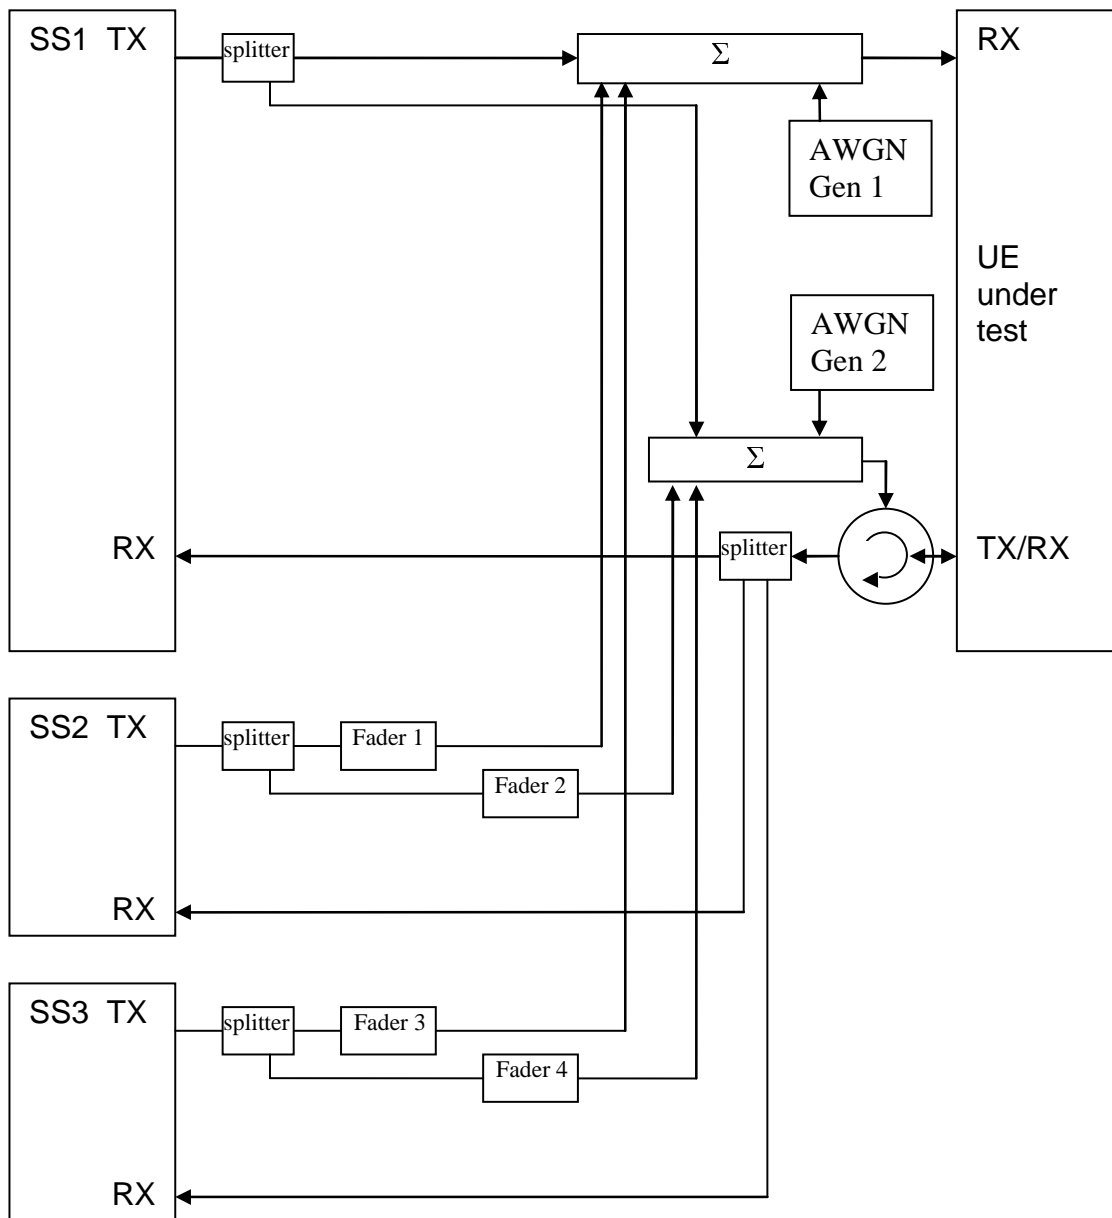 SS1 TX
splitter
Σ
RX
AWGN
Gen 1
UE
under
test
AWGN
Gen 2
Σ
RX
splitter
TX/RX
SS2 TX
splitter
Fader 1
Fader 2
RX
SS3 TX
splitter
Fader 3
Fader 4
RX